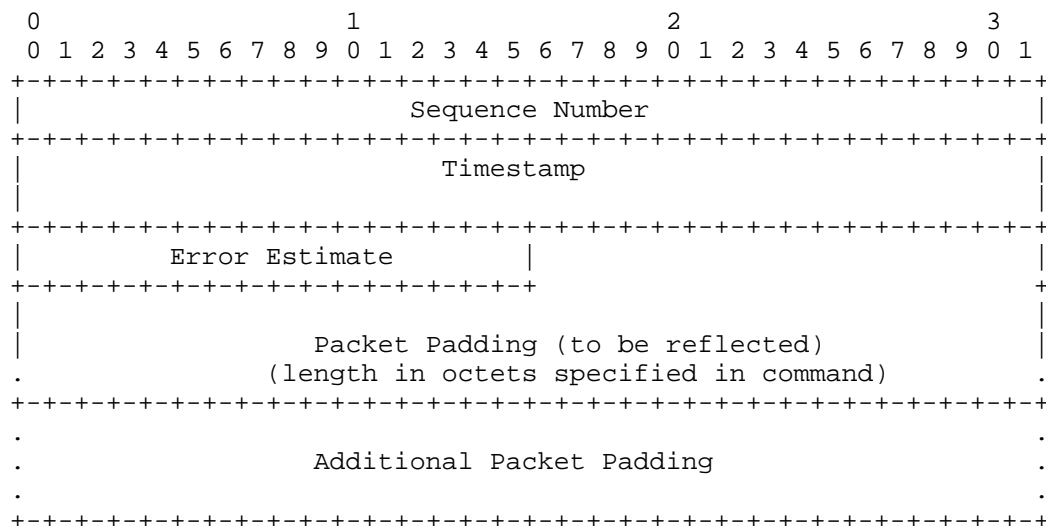 0                   1                   2                   3
 0 1 2 3 4 5 6 7 8 9 0 1 2 3 4 5 6 7 8 9 0 1 2 3 4 5 6 7 8 9 0 1
+-+-+-+-+-+-+-+-+-+-+-+-+-+-+-+-+-+-+-+-+-+-+-+-+-+-+-+-+-+-+-+-+
|                        Sequence Number                        |
+-+-+-+-+-+-+-+-+-+-+-+-+-+-+-+-+-+-+-+-+-+-+-+-+-+-+-+-+-+-+-+-+
|                          Timestamp                            |
|                                                               |
+-+-+-+-+-+-+-+-+-+-+-+-+-+-+-+-+-+-+-+-+-+-+-+-+-+-+-+-+-+-+-+-+
|         Error Estimate        |                               |
+-+-+-+-+-+-+-+-+-+-+-+-+-+-+-+-+                               +
|                                                               |
|                  Packet Padding (to be reflected)             |
.               (length in octets specified in command)         .
+-+-+-+-+-+-+-+-+-+-+-+-+-+-+-+-+-+-+-+-+-+-+-+-+-+-+-+-+-+-+-+-+
.                                                               .
.                  Additional Packet Padding                    .
.                                                               .
+-+-+-+-+-+-+-+-+-+-+-+-+-+-+-+-+-+-+-+-+-+-+-+-+-+-+-+-+-+-+-+-+